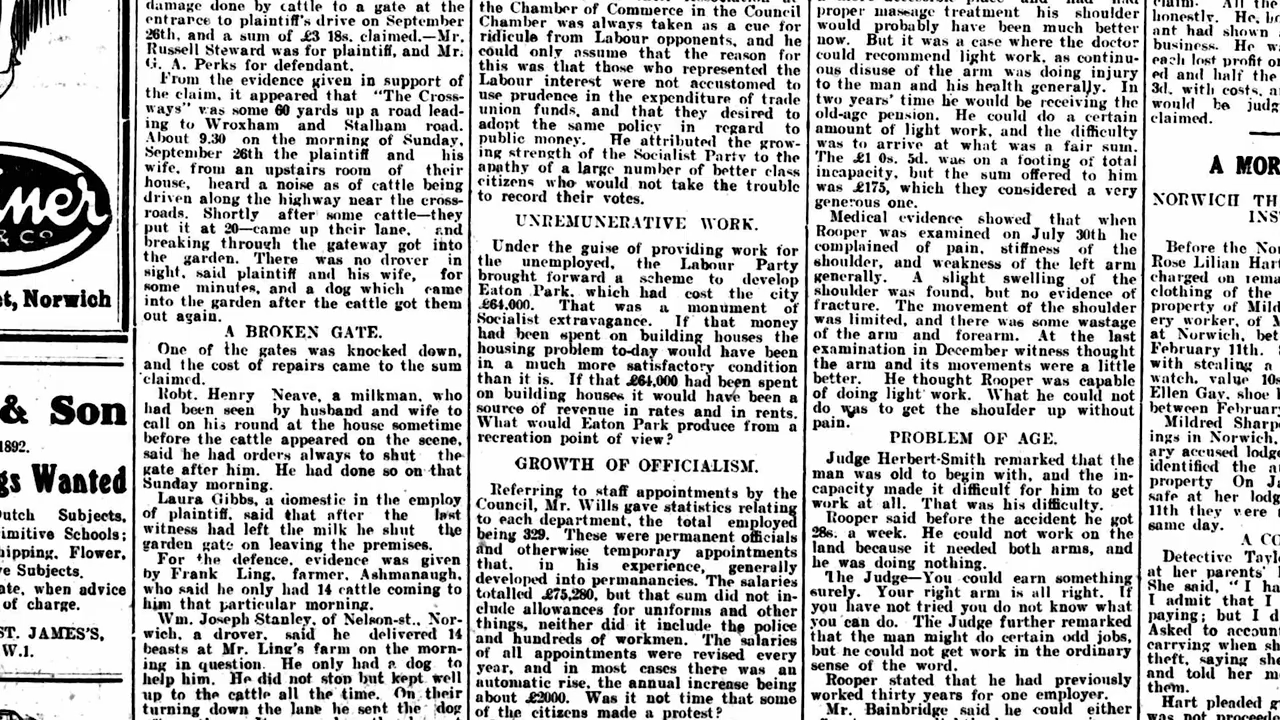 damage done by cattle to a gate at the
entrance to plaintiff's drive on September
26th, and a sum of £3 18s. claimed.—Mr.
Russell Steward was for plaintiff, and Mr.
G. A. Perks for defendant.
From the evidence given in support of
the claim, it appeared that "The Cross-
ways" was some 60 yards up a road lead-
ing to Wroxham and Stalham road.
About 9.30 on the morning of Sunday,
September 26th the plaintiff and his
wife, from an upstairs room of their
house, heard a noise as of cattle being
driven along the highway near the cross-
roads. Shortly after some cattle—they
put it at 20—came up their lane, and
breaking through the gateway got into
the garden. There was no drover in
sight, said plaintiff and his wife, for
some minutes, and a dog which came
into the garden after the cattle got them
out again.
A BROKEN GATE.
One of the gates was knocked down,
and the cost of repairs came to the sum
claimed.
Robt. Henry Neave, a milkman, who
had been seen by husband and wife to
call on his round at the house sometime
before the cattle appeared on the scene,
said he had orders always to shut the
gate after him. He had done so on that
Sunday morning.
Laura Gibbs, a domestic in the employ
of plaintiff, said that after the last
witness had left the milk he shut the
garden gate on leaving the premises.
For the defence, evidence was given
by Frank Ling, farmer, Ashmanaugh,
who said he only had 14 cattle coming to
him that particular morning.
Wm. Joseph Stanley, of Nelson-st., Nor-
wich, a drover, said he delivered 14
beasts at Mr. Ling's farm on the morn-
ing in question. He only had a dog to
help him. He did not stop but kept well
up to the cattle all the time. On their
turning down the lane he sent the dog
the Chamber of Commerce in the Council
Chamber was always taken as a cue for
ridicule from Labour opponents, and he
could only assume that the reason for
this was that those who represented the
Labour interest were not accustomed to
use prudence in the expenditure of trade
union funds, and that they desired to
adopt the same policy in regard to
public money. He attributed the grow-
ing strength of the Socialist Party to the
apathy of a large number of better class
citizens who would not take the trouble
to record their votes.
UNREMUNERATIVE WORK.
Under the guise of providing work for
the unemployed, the Labour Party
brought forward a scheme to develop
Eaton Park, which had cost the city
£64,000. That was a monument of
Socialist extravagance. If that money
had been spent on building houses the
housing problem to-day would have been
in a much more satisfactory condition
than it is. If that £64,000 had been spent
on building houses it would have been a
source of revenue in rates and in rents.
What would Eaton Park produce from a
recreation point of view?
GROWTH OF OFFICIALISM.
Referring to staff appointments by the
Council, Mr. Wills gave statistics relating
to each department, the total employed
being 329. These were permanent officials
and otherwise temporary appointments
that, in his experience, generally
developed into permanancies. The salaries
totalled £75,280, but that sum did not in-
clude allowances for uniforms and other
things, neither did it include the police
and hundreds of workmen. The salaries
of all appointments were revised every
year, and in most cases there was an
automatic rise, the annual increase being
about £2000. Was it not time that some
of the citizens made a protest?
proper massage treatment his shoulder
would probably have been much better
now. But it was a case where the doctor
could recommend light work, as continu-
ous disuse of the arm was doing injury
to the man and his health generally. In
two years' time he would be receiving the
old-age pension. He could do a certain
amount of light work, and the difficulty
was to arrive at what was a fair sum.
The £1 0s. 5d. was on a footing of total
incapacity, but the sum offered to him
was £175, which they considered a very
generous one.
Medical evidence showed that when
Rooper was examined on July 30th he
complained of pain, stiffness of the
shoulder, and weakness of the left arm
generally. A slight swelling of the
shoulder was found, but no evidence of
fracture. The movement of the shoulder
was limited, and there was some wastage
of the arm and forearm. At the last
examination in December witness thought
the arm and its movements were a little
better. He thought Rooper was capable
of doing light work. What he could not
do was to get the shoulder up without
pain.
PROBLEM OF AGE.
Judge Herbert-Smith remarked that the
man was old to begin with, and the in-
capacity made it difficult for him to get
work at all. That was his difficulty.
Rooper said before the accident he got
28s. a week. He could not work on the
land because it needed both arms, and
he was doing nothing.
The Judge—You could earn something
surely. Your right arm is all right. If
you have not tried you do not know what
you can do. The Judge further remarked
that the man might do certain odd jobs,
but he could not get work in the ordinary
sense of the word.
Rooper stated that he had previously
worked thirty years for one employer.
Mr. Bainbridge said he could either
honestly. He,
ant had shown
business. He
each lost profit
ed and half the
3d. with costs,
would be
claimed.
A
NORWICH
Before the
Rose Lilian
charged on
clothing of the
property of
ery worker, of
at Norwich,
February 11th.
with stealing a
watch, value
Ellen Gay, shoe
between
Mildred
ings in Norwich,
ary accused
identified the
property On
safe at her
11th they were
same day.
A
Detective
at her parents'
She said, "I
I admit that I
paying; but I
Asked to
carrying when
theft, saying
and told her
them.
Hart pleaded
was not
& CO
Norwich
& Son
1892.
Wanted
Dutch Subjects,
Primitive Schools;
Shipping, Flower,
Subjects.
when advice
of charge.
ST. JAMES'S,
W.1.